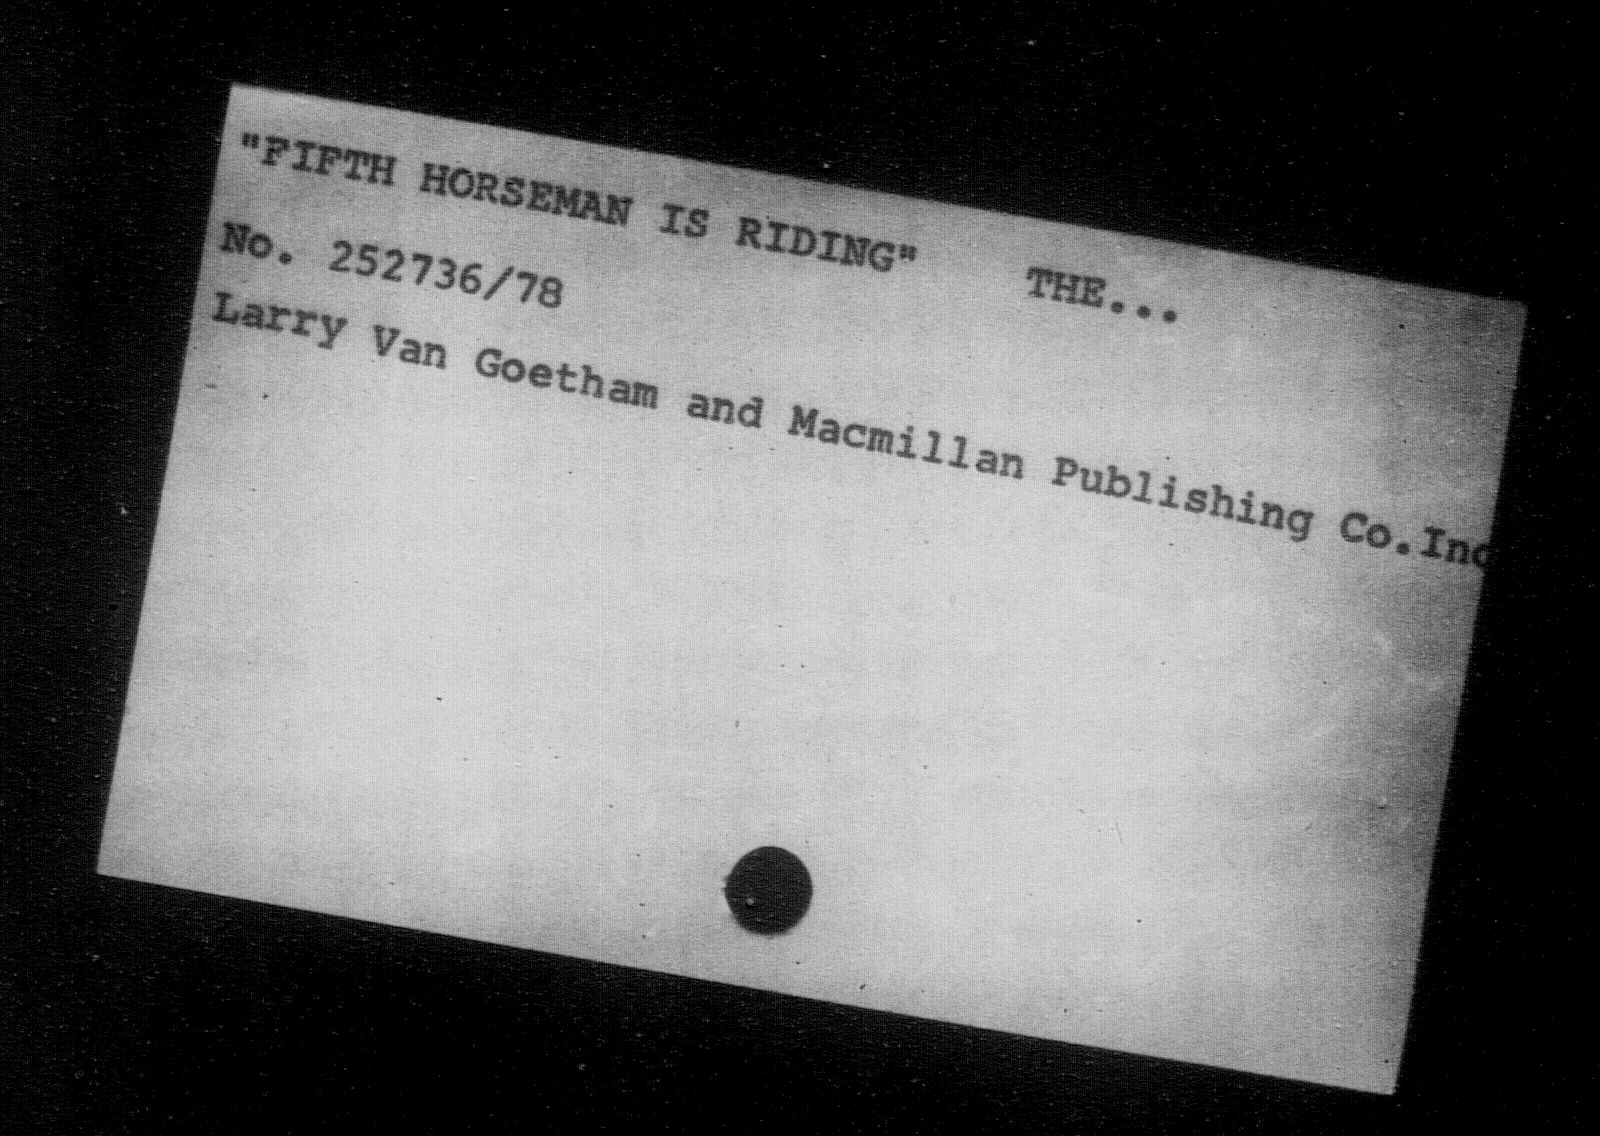 "FIFTH HORSEMAN IS RIDING" THE...
No. 252736/78
Larry Van Goetham and Macmillan Publishing Co.Inc